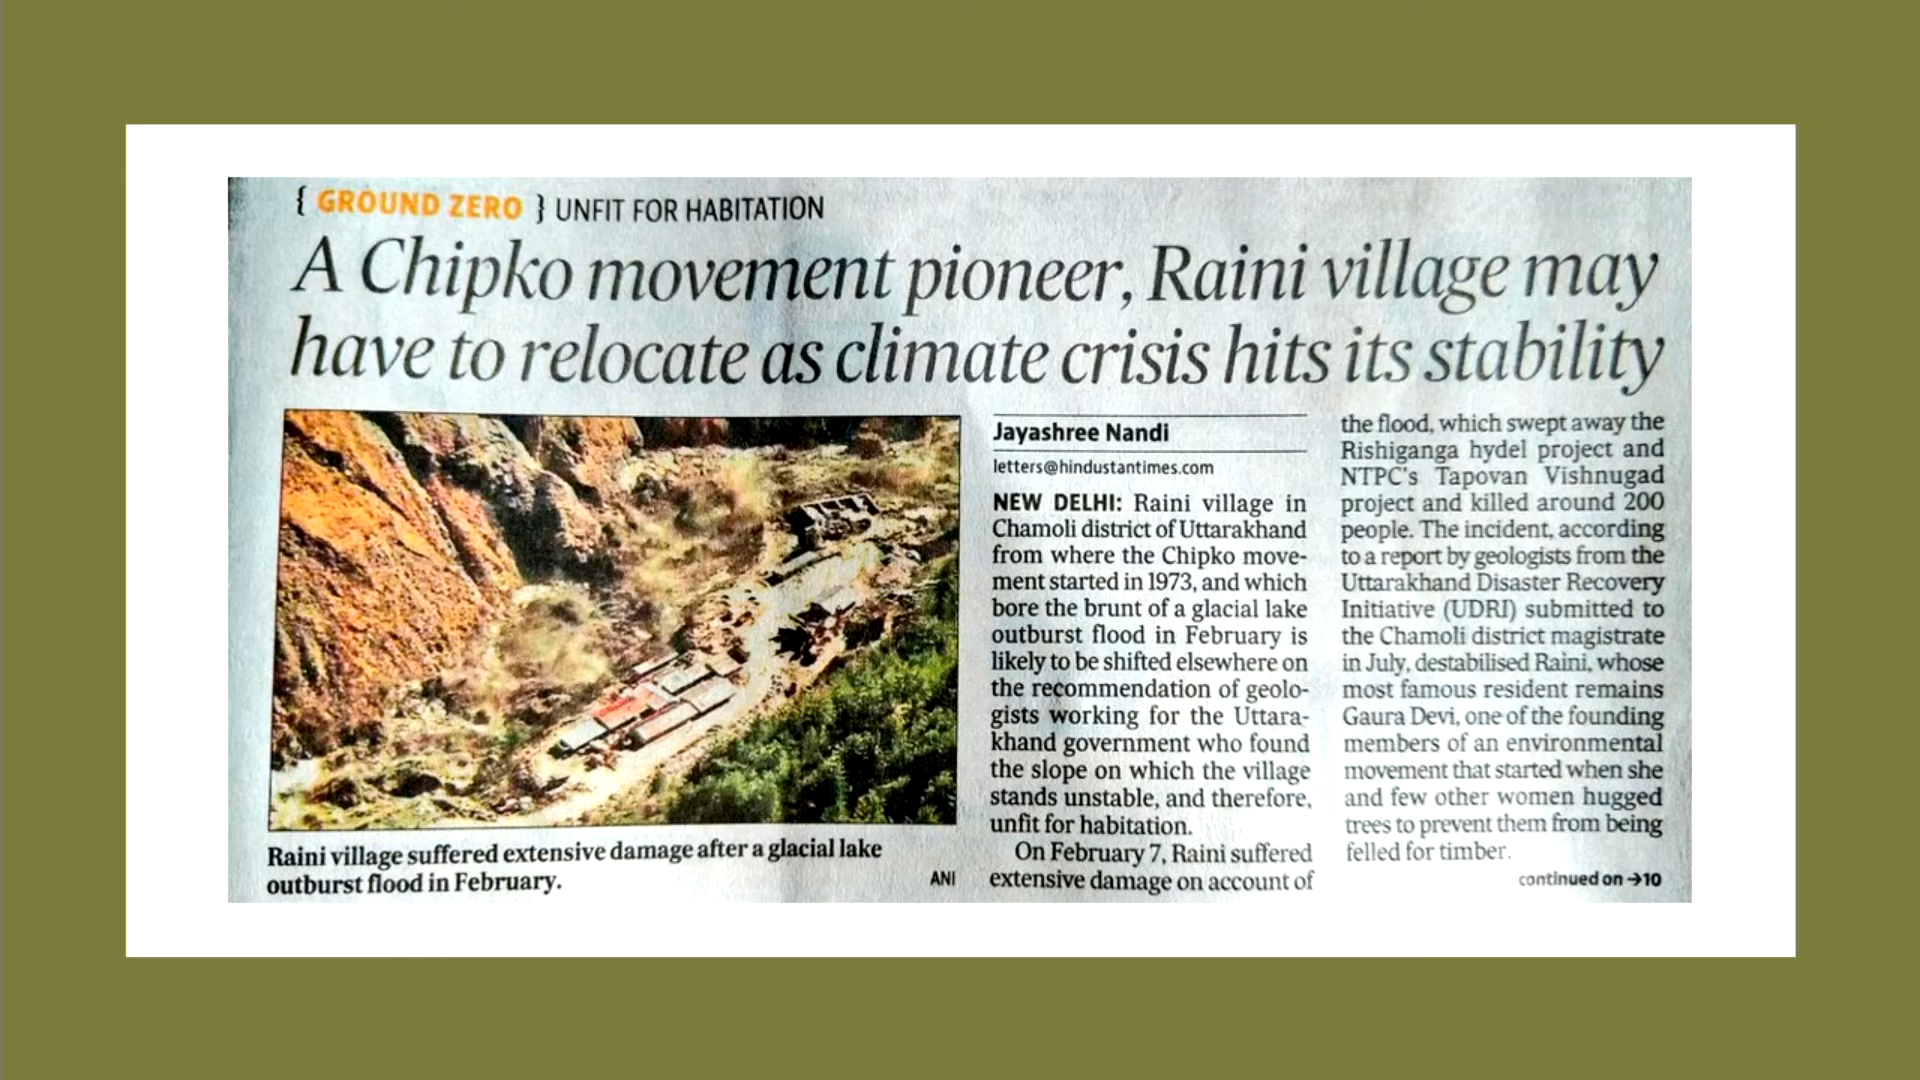 { GROUND ZERO } UNFIT FOR HABITATION
A Chipko movement pioneer, Raini village may
have to relocate as climate crisis hits its stability
Raini village suffered extensive damage after a glacial lake
outburst flood in February.
ANI
Jayashree Nandi
letters@hindustantimes.com
NEW DELHI: Raini village in
Chamoli district of Uttarakhand
from where the Chipko move-
ment started in 1973, and which
bore the brunt of a glacial lake
outburst flood in February is
likely to be shifted elsewhere on
the recommendation of geolo-
gists working for the Uttara-
khand government who found
the slope on which the village
stands unstable, and therefore,
unfit for habitation.
On February 7, Raini suffered
extensive damage on account of
the flood, which swept away the
Rishiganga hydel project and
NTPC's Tapovan Vishnugad
project and killed around 200
people. The incident, according
to a report by geologists from the
Uttarakhand Disaster Recovery
Initiative (UDRI) submitted to
the Chamoli district magistrate
in July, destabilised Raini, whose
most famous resident remains
Gaura Devi, one of the founding
members of an environmental
movement that started when she
and few other women hugged
trees to prevent them from being
felled for timber.
continued on →10